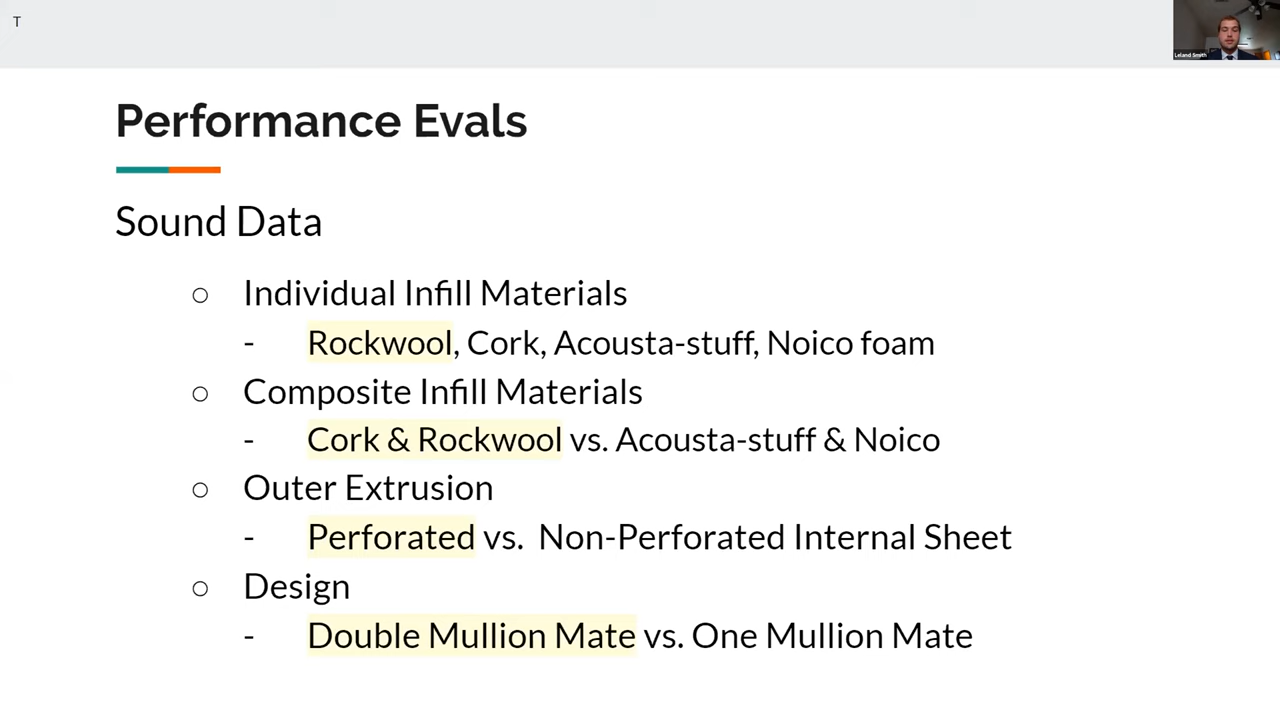 T
Leland Smith
Performance Evals
Sound Data
○ Individual Infill Materials
- Rockwool, Cork, Acousta-stuff, Noico foam
○ Composite Infill Materials
- Cork & Rockwool vs. Acousta-stuff & Noico
○ Outer Extrusion
- Perforated vs. Non-Perforated Internal Sheet
○ Design
- Double Mullion Mate vs. One Mullion Mate